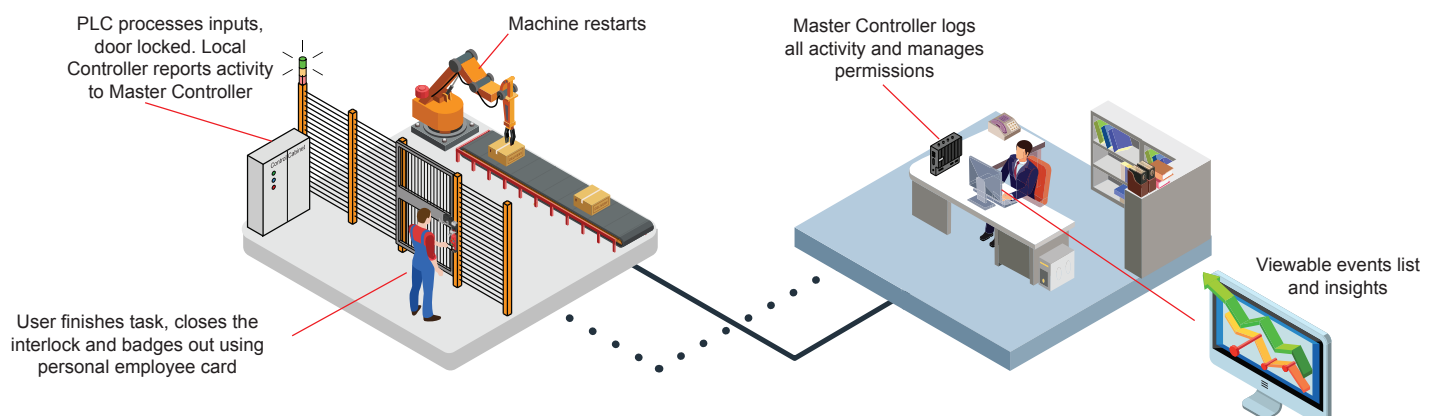 PLC processes inputs,
door locked. Local
Controller reports activity
to Master Controller
Machine restarts
Master Controller logs
all activity and manages
permissions
Control Cabinet
Viewable events list
and insights
User finishes task, closes the
interlock and badges out using
personal employee card